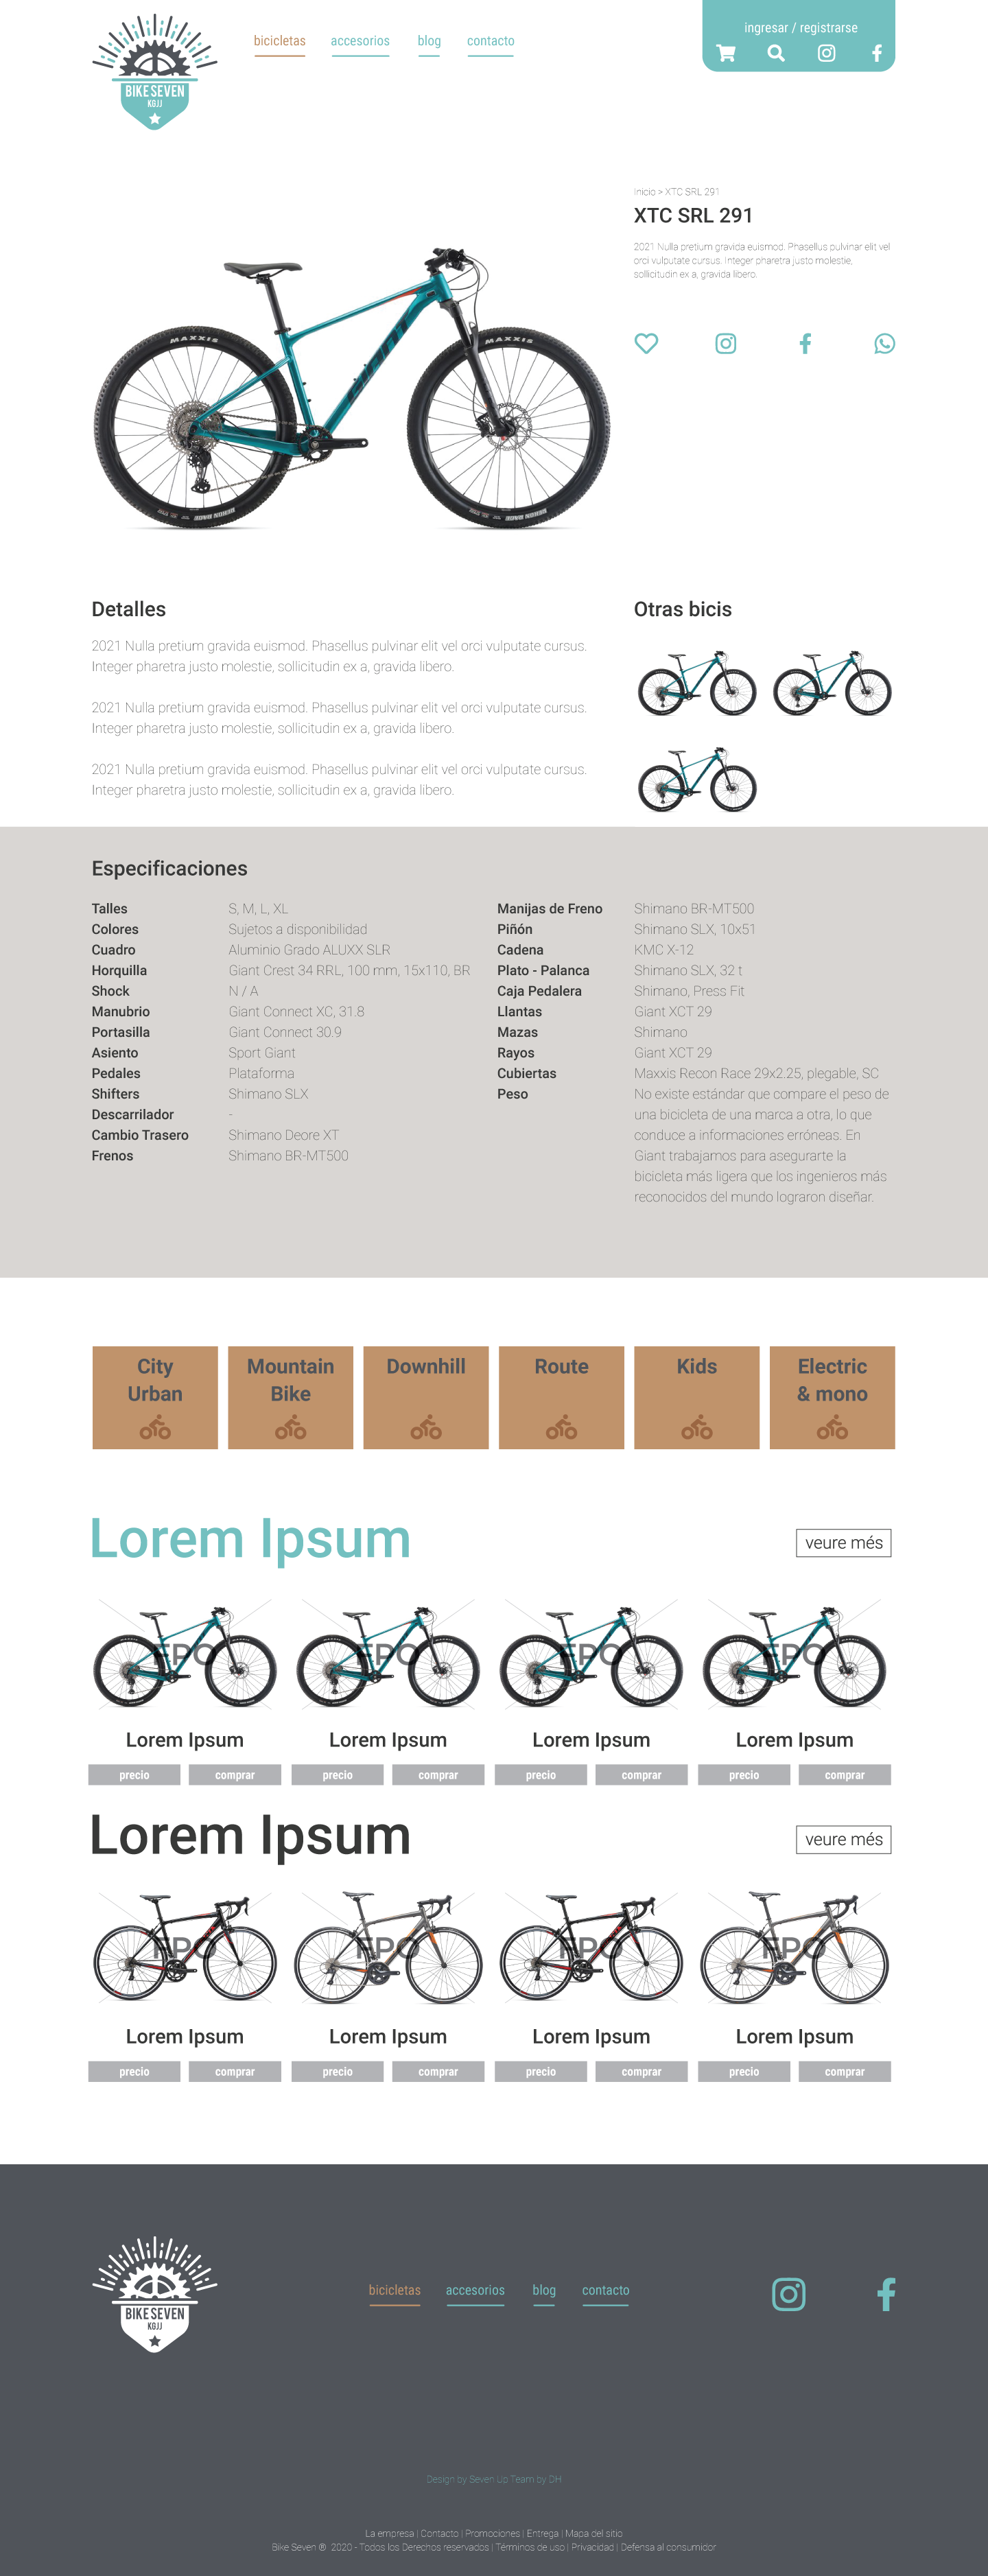 bicicletas accesorios blog contacto
ingresar / registrarse
BIKE SEVEN
KGJJ
Inicio > XTC SRL 291
XTC SRL 291
2021 Nulla pretium gravida euismod. Phasellus pulvinar elit vel
orci vulputate cursus. Integer pharetra justo molestie,
sollicitudin ex a, gravida libero.
MAXXIS
MAXXIS
GIANT
Detalles
2021 Nulla pretium gravida euismod. Phasellus pulvinar elit vel orci vulputate cursus.
Integer pharetra justo molestie, sollicitudin ex a, gravida libero.
2021 Nulla pretium gravida euismod. Phasellus pulvinar elit vel orci vulputate cursus.
Integer pharetra justo molestie, sollicitudin ex a, gravida libero.
2021 Nulla pretium gravida euismod. Phasellus pulvinar elit vel orci vulputate cursus.
Integer pharetra justo molestie, sollicitudin ex a, gravida libero.
Otras bicis
Especificaciones
Talles S, M, L, XL
Colores Sujetos a disponibilidad
Cuadro Aluminio Grado ALUXX SLR
Horquilla Giant Crest 34 RRL, 100 mm, 15x110, BR
Shock N / A
Manubrio Giant Connect XC, 31.8
Portasilla Giant Connect 30.9
Asiento Sport Giant
Pedales Plataforma
Shifters Shimano SLX
Descarrilador -
Cambio Trasero Shimano Deore XT
Frenos Shimano BR-MT500
Manijas de Freno Shimano BR-MT500
Piñón Shimano SLX, 10x51
Cadena KMC X-12
Plato - Palanca Shimano SLX, 32 t
Caja Pedalera Shimano, Press Fit
Llantas Giant XCT 29
Mazas Shimano
Rayos Giant XCT 29
Cubiertas Maxxis Recon Race 29x2.25, plegable, SC
Peso No existe estándar que compare el peso de
una bicicleta de una marca a otra, lo que
conduce a informaciones erróneas. En
Giant trabajamos para asegurarte la
bicicleta más ligera que los ingenieros más
reconocidos del mundo lograron diseñar.
City
Urban
Mountain
Bike
Downhill
Route
Kids
Electric
& mono
Lorem Ipsum
veure més
FPO FPO FPO FPO
Lorem Ipsum Lorem Ipsum Lorem Ipsum Lorem Ipsum
precio comprar precio comprar precio comprar precio comprar
Lorem Ipsum
veure més
FPO FPO FPO FPO
Lorem Ipsum Lorem Ipsum Lorem Ipsum Lorem Ipsum
precio comprar precio comprar precio comprar precio comprar
BIKE SEVEN
KGJJ
bicicletas accesorios blog contacto
Design by Seven Up Team by DH
La empresa | Contacto | Promociones | Entrega | Mapa del sitio
Bike Seven ® 2020 - Todos los Derechos reservados | Términos de uso | Privacidad | Defensa al consumidor